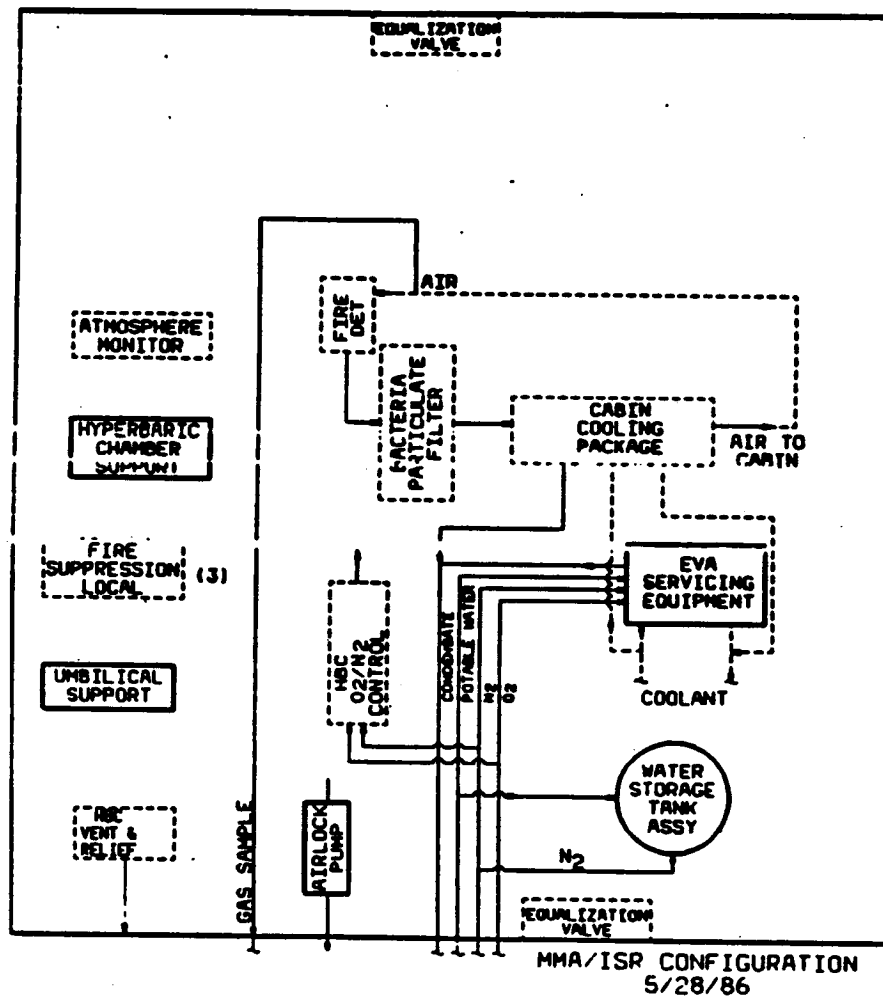 EQUALIZATION
VALVE
AIR
FIRE
DET
ATMOSPHERE
MONITOR
BACTERIA
PARTICULATE
FILTER
CABIN
COOLING
PACKAGE
AIR TO
CABIN
HYPERBARIC
CHAMBER
SUPPORT
FIRE
SUPPRESSION
LOCAL
(3)
EVA
SERVICING
EQUIPMENT
HBC
O2/N2
CONTROL
CONDENSATE
POTABLE WATER
N2
O2
UMBILICAL
SUPPORT
COOLANT
WATER
STORAGE
TANK
ASSY
VENT &
RELIEF
GAS SAMPLE
AIRLOCK
PUMP
N2
EQUALIZATION
VALVE
MMA/ISR CONFIGURATION
5/28/86